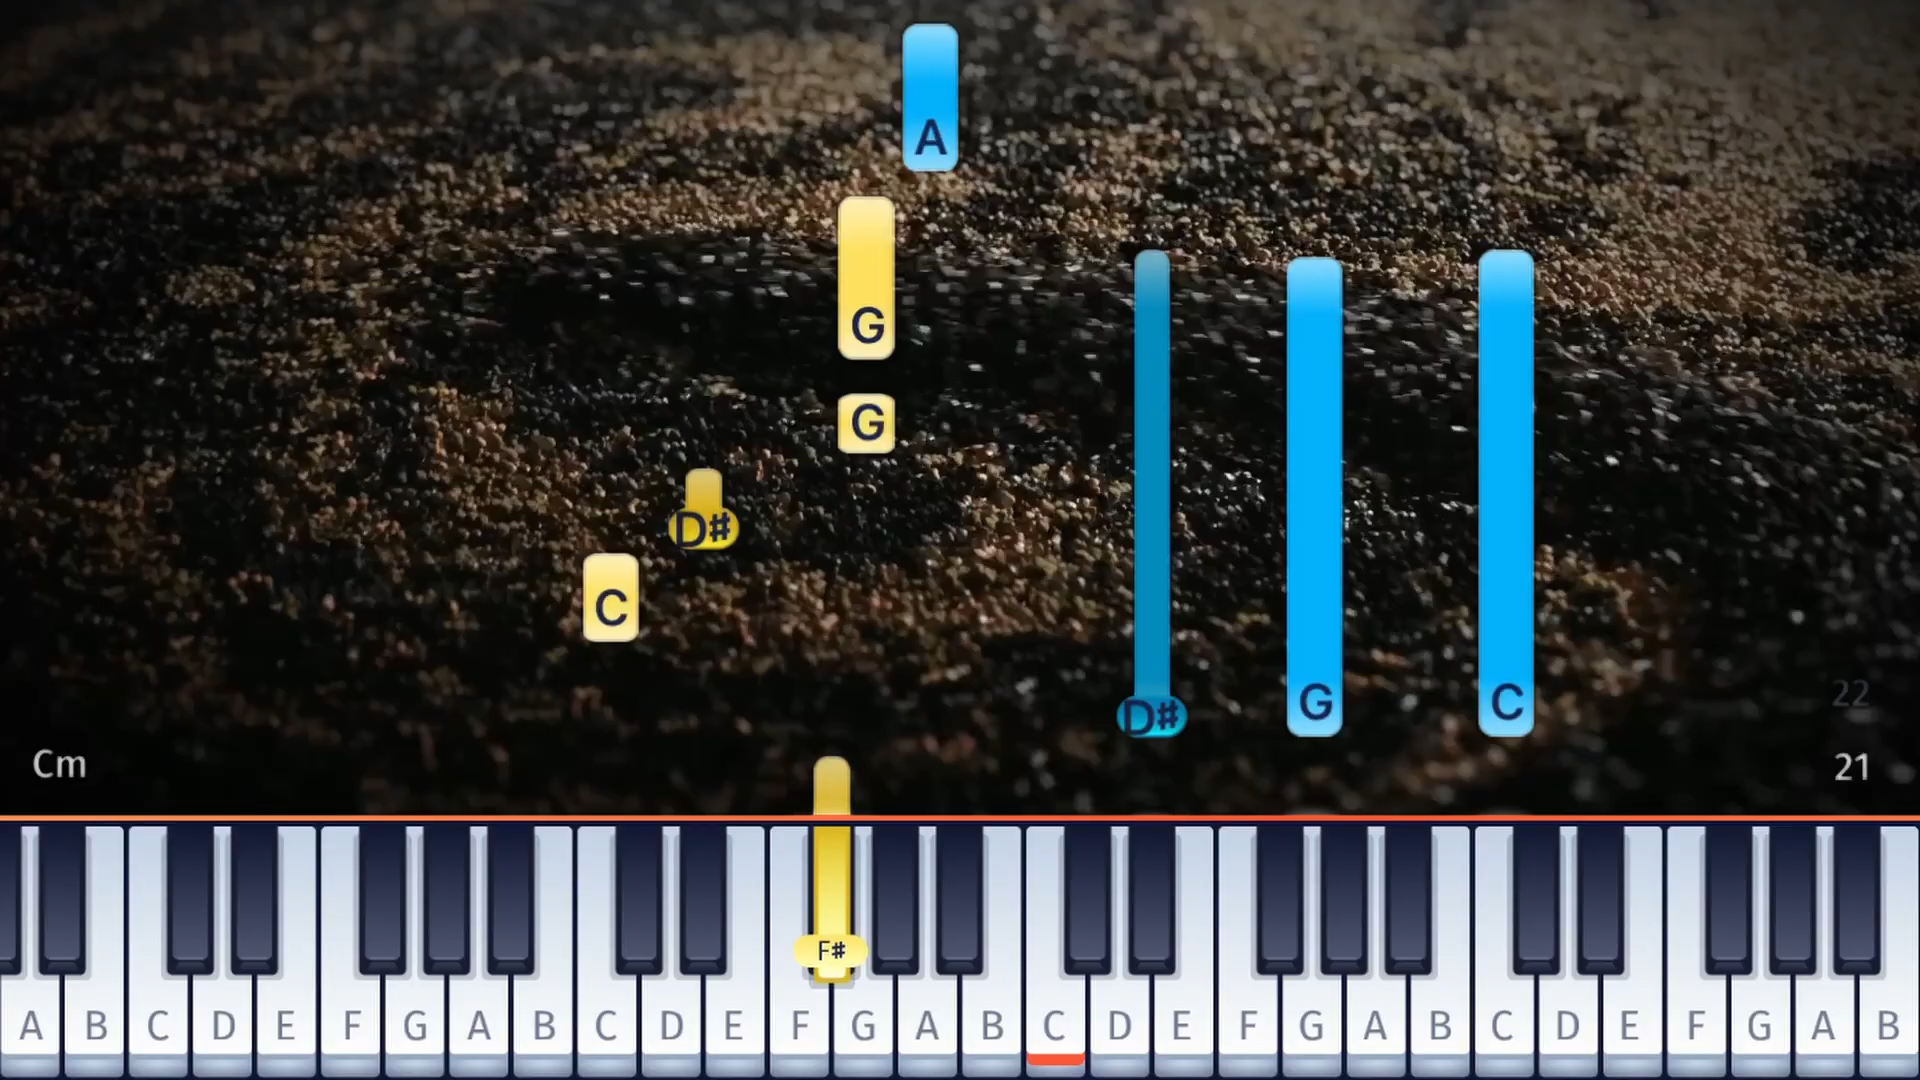 A
G
G
D#
C
D# G C
22
Cm
21
F#
A B C D E F G A B C D E F G A B C D E F G A B C D E F G A B